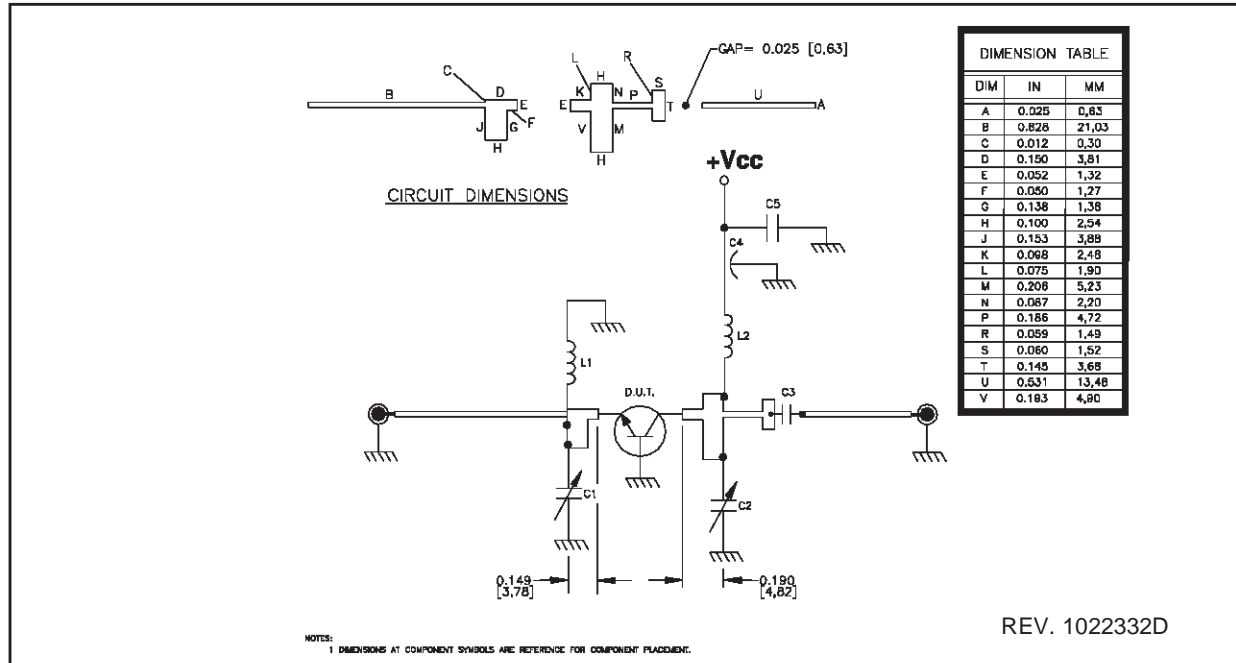 GAP= 0.025 [0,63]
L H R S
C D K N P U
B E F E T A
J G V M
H H
CIRCUIT DIMENSIONS
+Vcc
C5
C4
L2
L1
D.U.T.
C3
C1
C2
0.149
[3,78]
0.190
[4,82]
DIMENSION TABLE
DIM IN MM
A 0.025 0,63
B 0.828 21,03
C 0.012 0,30
D 0.150 3,81
E 0.052 1,32
F 0.050 1,27
G 0.138 1,38
H 0.100 2,54
J 0.153 3,88
K 0.098 2,48
L 0.075 1,90
M 0.206 5,23
N 0.087 2,20
P 0.186 4,72
R 0.059 1,49
S 0.060 1,52
T 0.145 3,68
U 0.531 13,48
V 0.193 4,90
NOTES:
1 DIMENSIONS AT COMPONENT SYMBOLS ARE REFERENCE FOR COMPONENT PLACEMENT.
REV. 1022332D